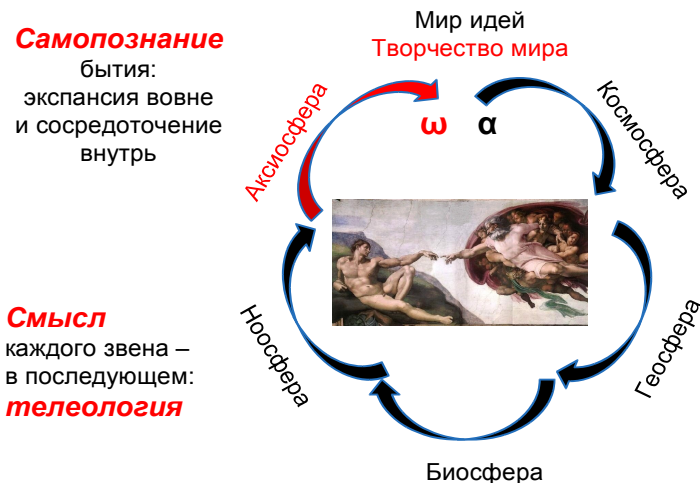 Мир идей
Творчество мира
Самопознание
бытия:
экспансия вовне
и сосредоточение
внутрь
Аксиосфера
ω α
Космосфера
Смысл
каждого звена –
в последующем:
телеология
Ноосфера
Геосфера
Биосфера